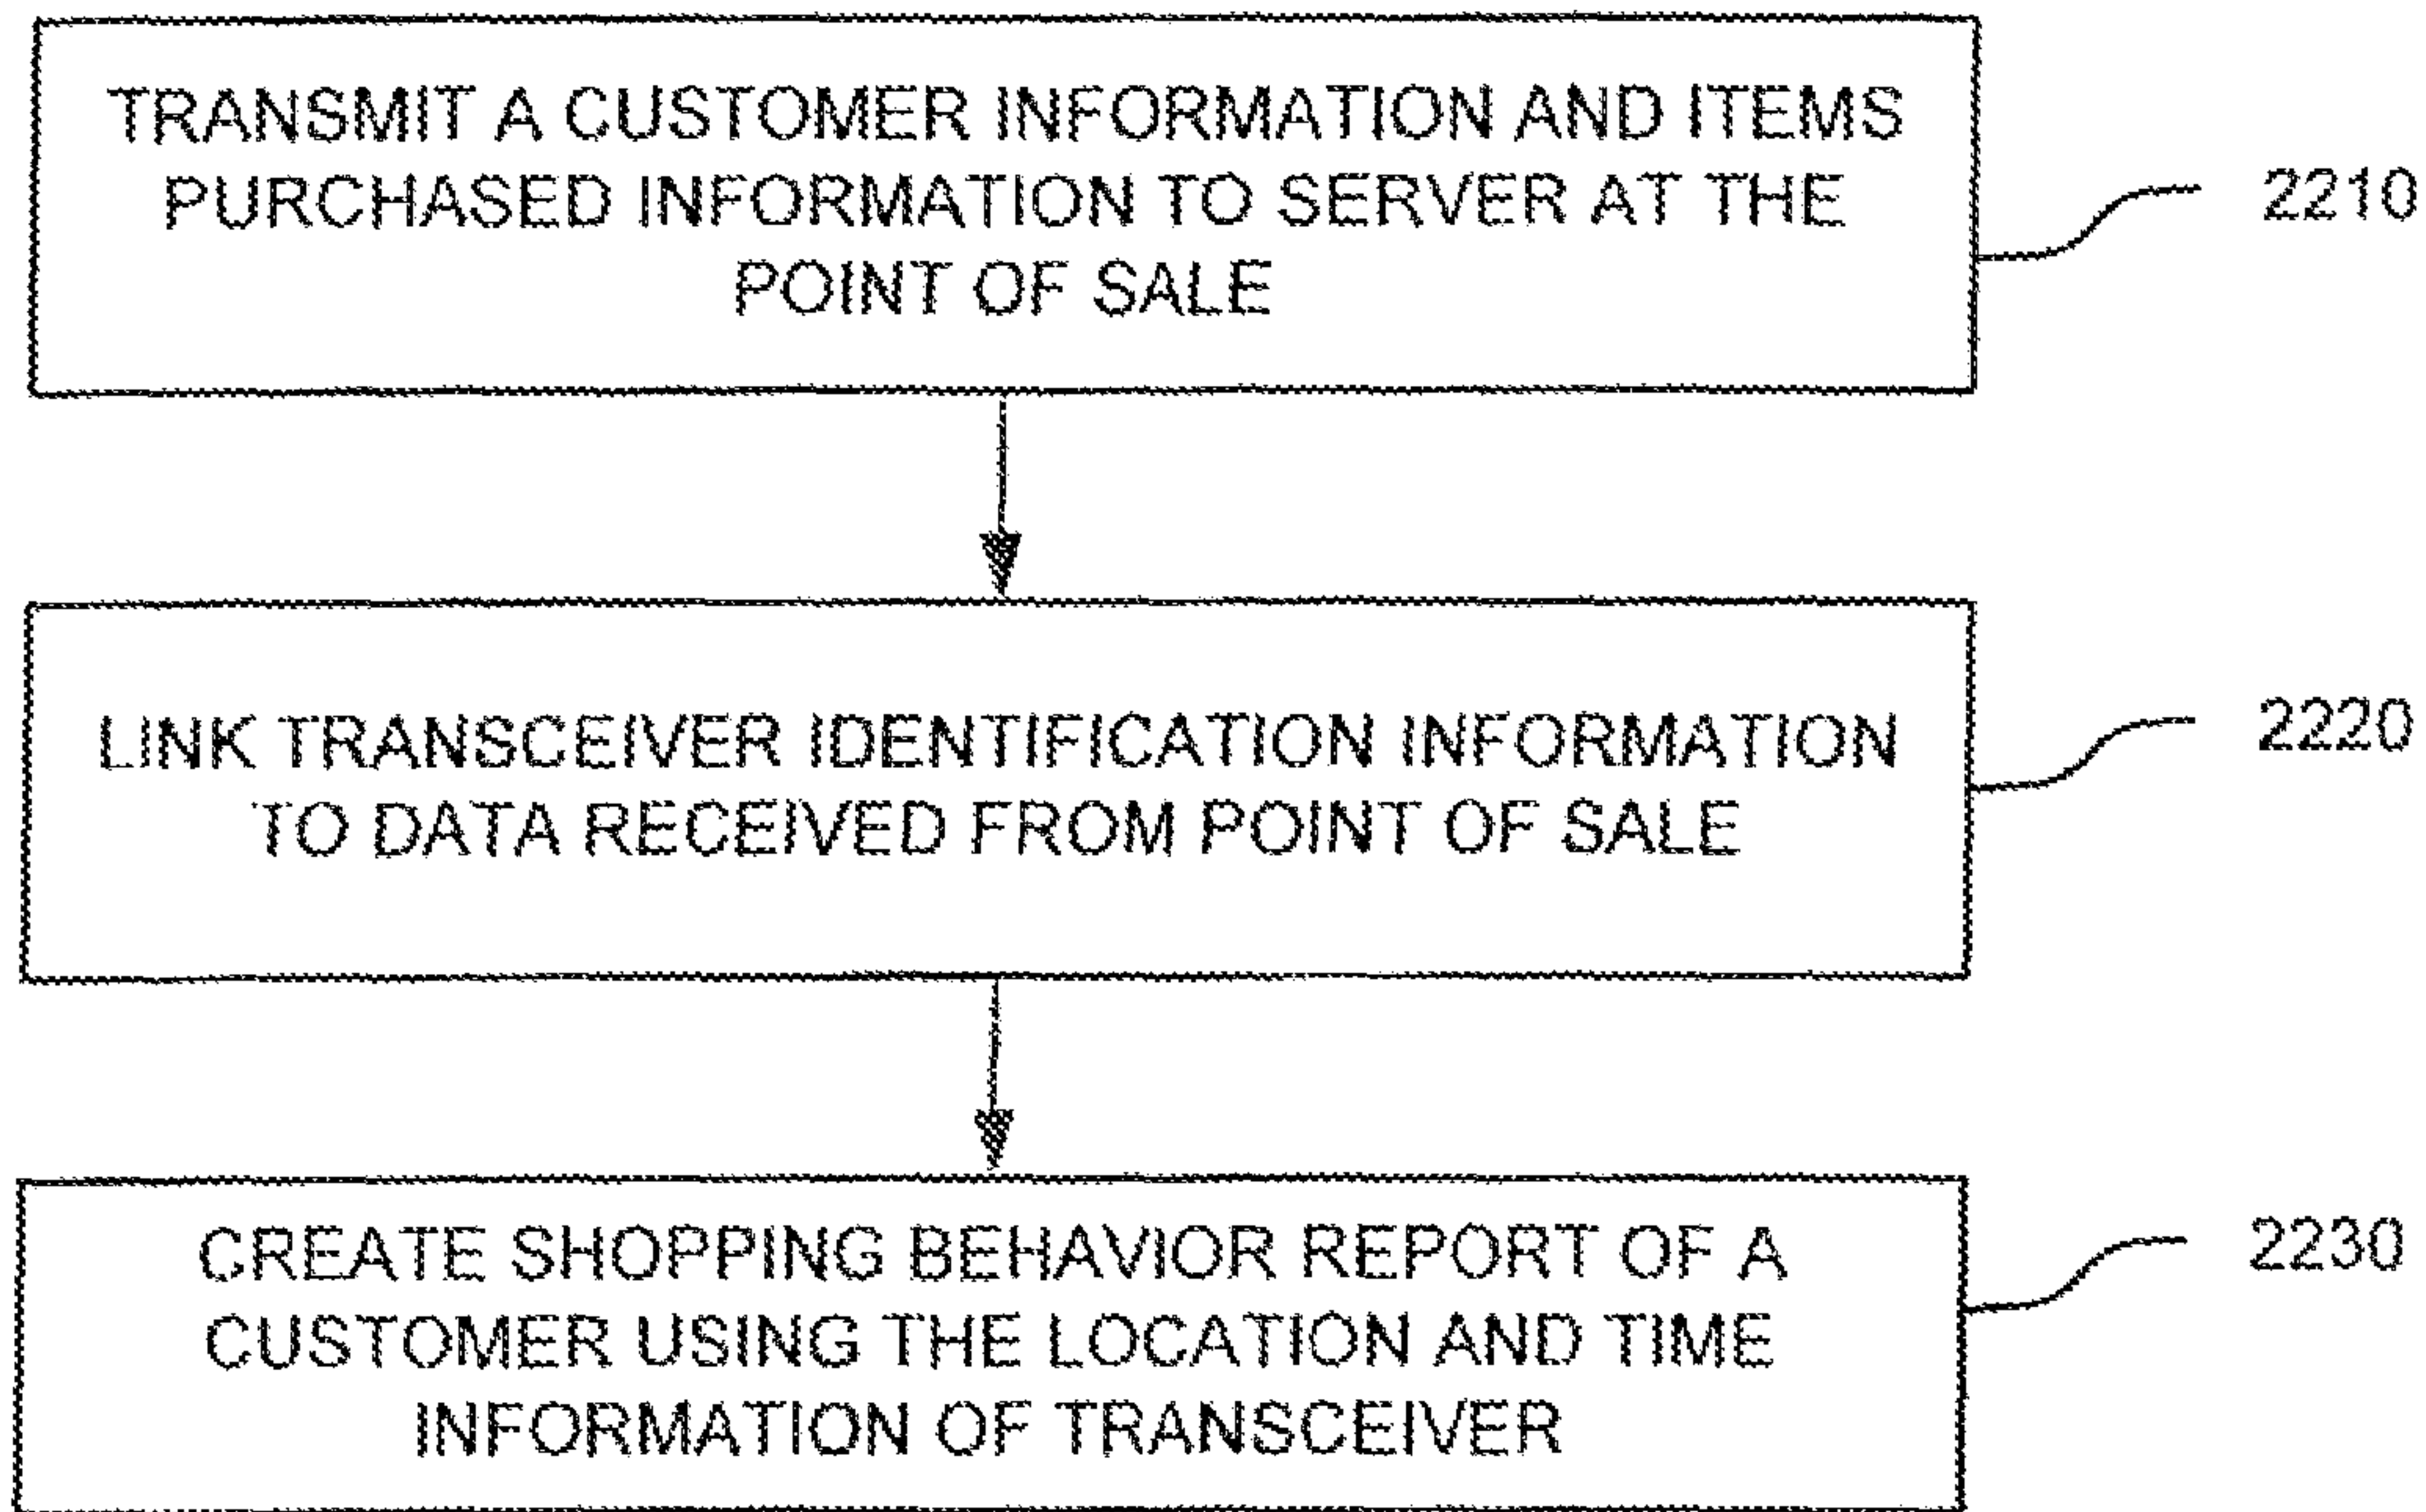 TRANSMIT A CUSTOMER INFORMATION AND ITEMS
PURCHASED INFORMATION TO SERVER AT THE
POINT OF SALE
2210
LINK TRANSCEIVER IDENTIFICATION INFORMATION
TO DATA RECEIVED FROM POINT OF SALE
2220
CREATE SHOPPING BEHAVIOR REPORT OF A
CUSTOMER USING THE LOCATION AND TIME
INFORMATION OF TRANSCEIVER
2230